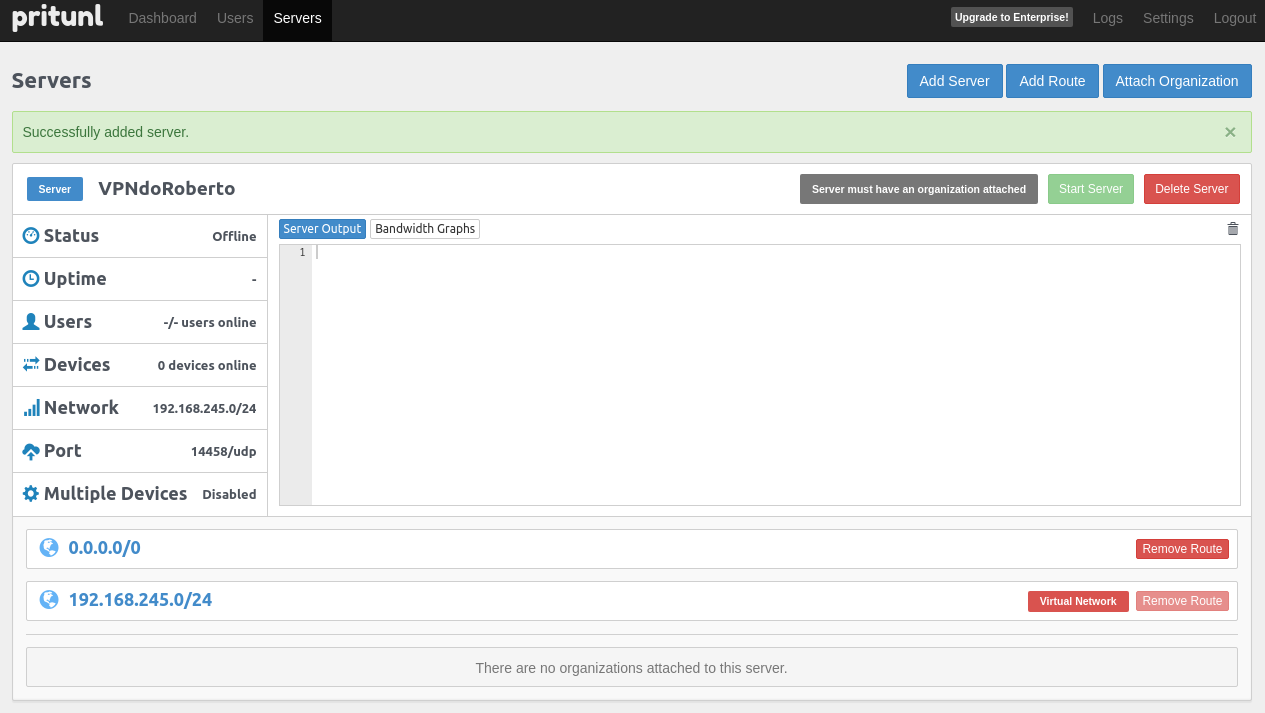 pritunl Dashboard Users Servers Upgrade to Enterprise! Logs Settings Logout
Servers Add Server Add Route Attach Organization
Successfully added server. ×
Server VPNdoRoberto Server must have an organization attached Start Server Delete Server
Server Output Bandwidth Graphs
1
Status Offline
Uptime -
Users -/- users online
Devices 0 devices online
Network 192.168.245.0/24
Port 14458/udp
Multiple Devices Disabled
0.0.0.0/0 Remove Route
192.168.245.0/24 Virtual Network Remove Route
There are no organizations attached to this server.